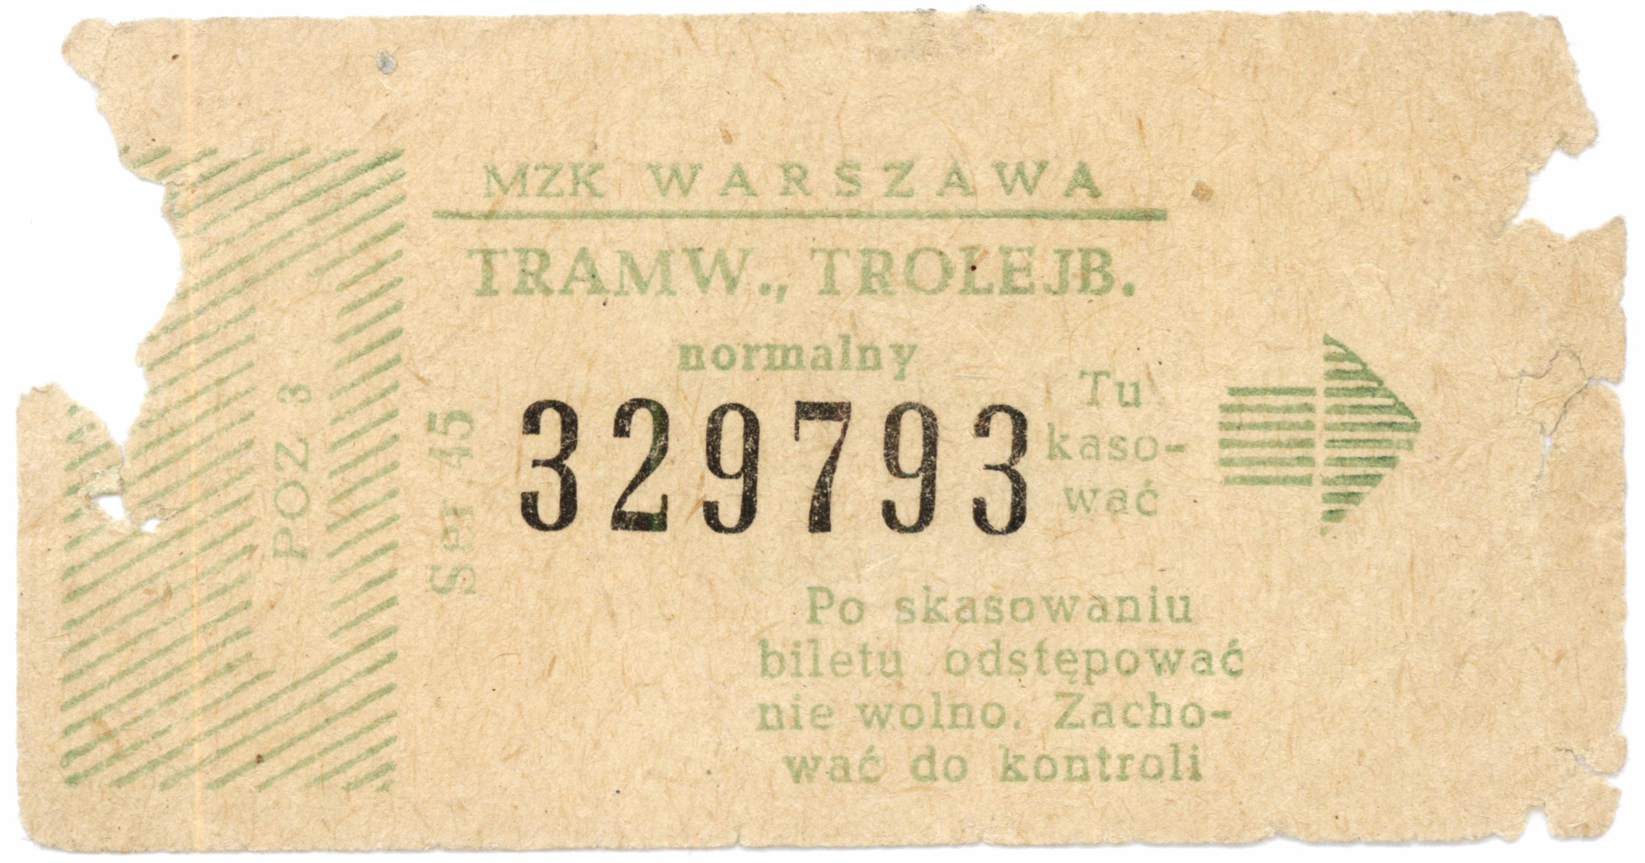 MZK WARSZAWA
TRAMW., TROLEJB.
normalny
POZ 3
Ser 45
329793
Tu
kaso-
wać
Po skasowaniu
biletu odstępować
nie wolno. Zacho-
wać do kontroli